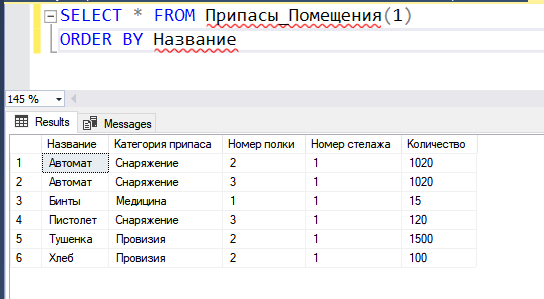 SELECT * FROM Припасы_Помещения(1)
ORDER BY Название
145 %
Results Messages
Название Категория припаса Номер полки Номер стелажа Количество
1 Автомат Снаряжение 2 1 1020
2 Автомат Снаряжение 3 1 1020
3 Бинты Медицина 1 1 15
4 Пистолет Снаряжение 3 1 120
5 Тушенка Провизия 2 1 1500
6 Хлеб Провизия 2 1 100